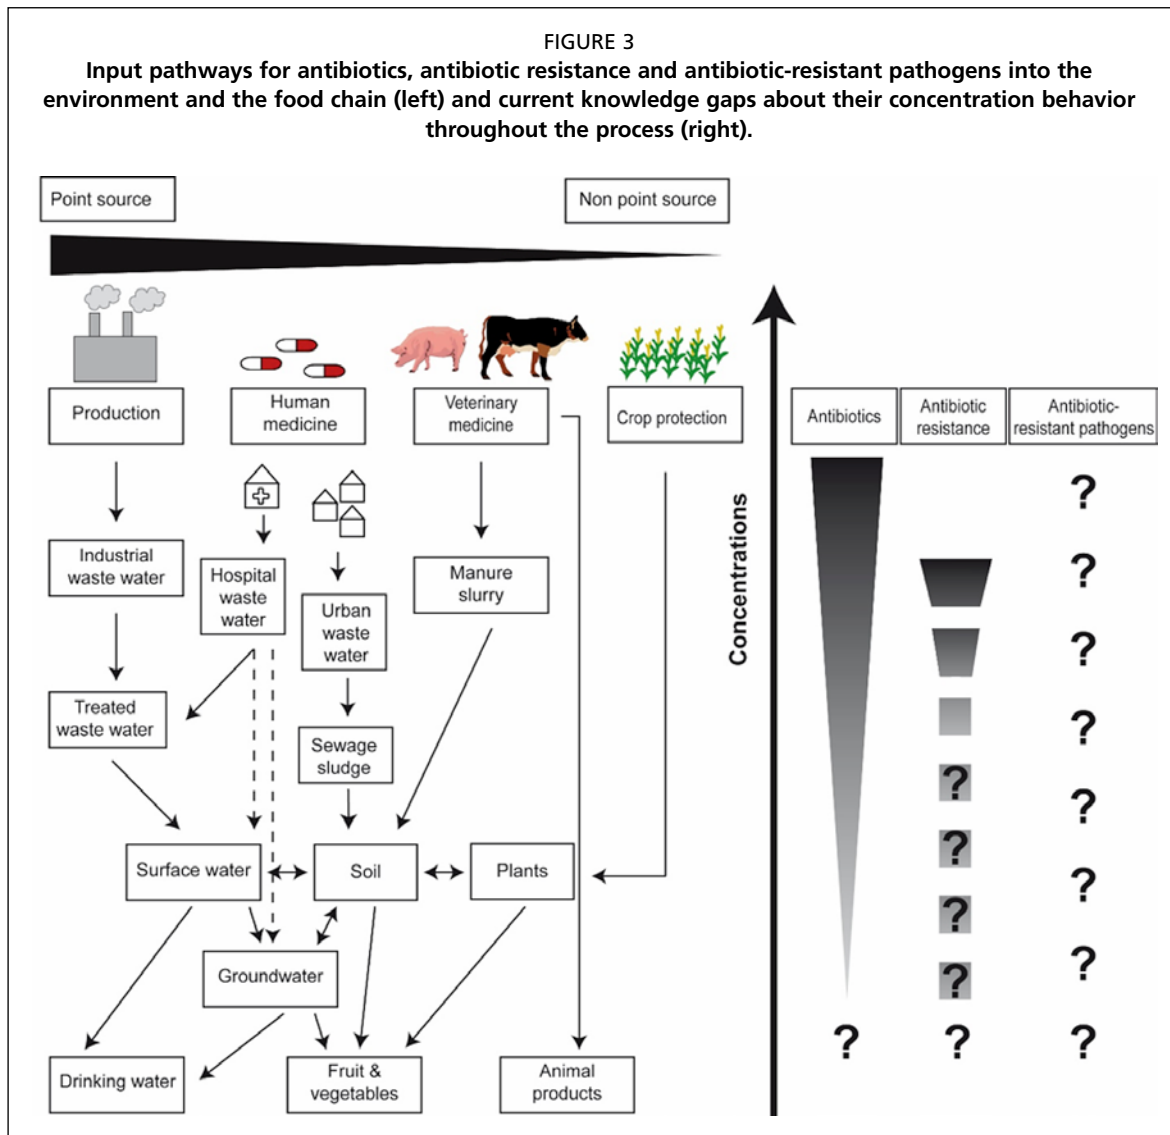 FIGURE 3
Input pathways for antibiotics, antibiotic resistance and antibiotic-resistant pathogens into the
environment and the food chain (left) and current knowledge gaps about their concentration behavior
throughout the process (right).
Point source
Non point source
Production
Human
medicine
Veterinary
medicine
Crop protection
Antibiotics
Antibiotic
resistance
Antibiotic-
resistant pathogens
Industrial
waste water
Hospital
waste
water
Urban
waste
water
Manure
slurry
Treated
waste water
Sewage
sludge
Surface water
Soil
Plants
Groundwater
Drinking water
Fruit &
vegetables
Animal
products
Concentrations
?
?
?
?
?
?
?
?
?
?
?
?
?
? ? ?